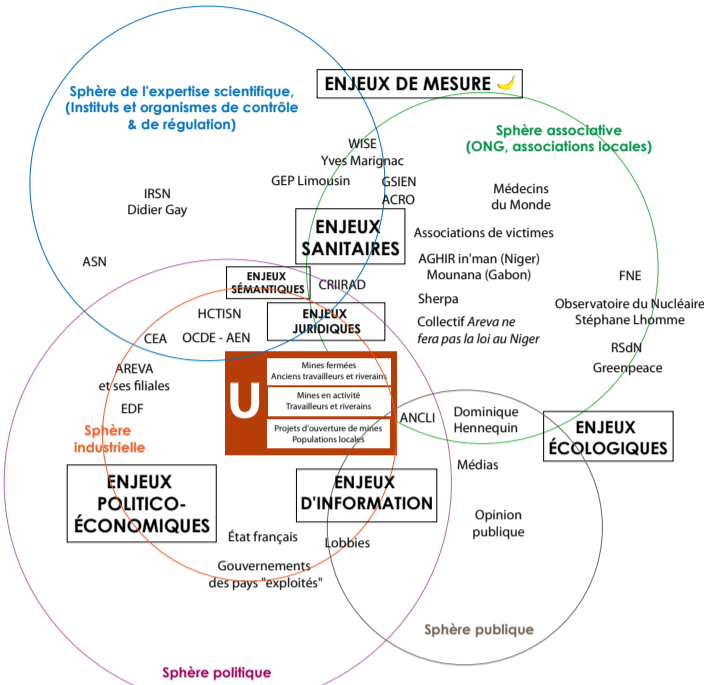 ENJEUX DE MESURE
Sphère de l'expertise scientifique,
(Instituts et organismes de contrôle
& de régulation)
Sphère associative
(ONG, associations locales)
WISE
Yves Marignac
GEP Limousin
GSIEN
ACRO
IRSN
Didier Gay
Médecins
du Monde
ENJEUX
SANITAIRES
Associations de victimes
ASN
AGHIR in'man (Niger)
Mounana (Gabon)
FNE
ENJEUX
SÉMANTIQUES
CRIIRAD
Sherpa
Observatoire du Nucléaire
Stéphane Lhomme
HCTISN
ENJEUX
JURIDIQUES
Collectif Areva ne
fera pas la loi au Niger
CEA
OCDE - AEN
RSdN
Greenpeace
AREVA
et ses filiales
EDF
U
Mines fermées
Anciens travailleurs et riverains
Mines en activité
Travailleurs et riverains
Projets d'ouverture de mines
Populations locales
ANCLI
Dominique
Hennequin
ENJEUX
ÉCOLOGIQUES
Sphère
industrielle
Médias
ENJEUX
POLITICO-
ÉCONOMIQUES
ENJEUX
D'INFORMATION
Opinion
publique
État français
Lobbies
Gouvernements
des pays "exploités"
Sphère publique
Sphère politique